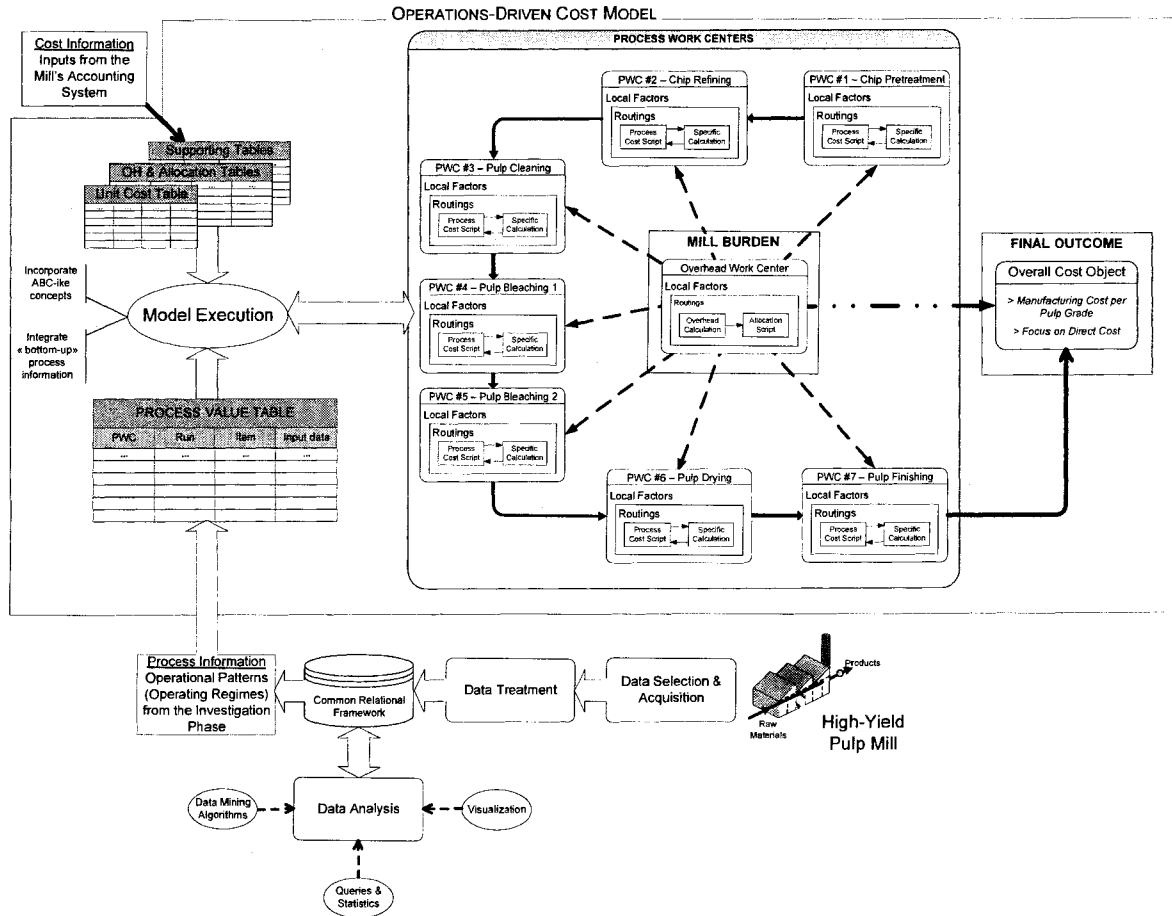 OPERATIONS-DRIVEN COST MODEL
Cost Information
Inputs from the
Mill's Accounting
System
Supporting Tables
OH & Allocation Tables
Unit Cost Table
Incorporate
ABC-like
concepts
Model Execution
Integrate
« bottom-up»
process
information
PROCESS VALUE TABLE
PWC Run Item Input data
... ... ... ...
PROCESS WORK CENTERS
PWC #2 – Chip Refining
Local Factors
Routings
Process
Cost Script
Specific
Calculation
PWC #1 – Chip Pretreatment
Local Factors
Routings
Process
Cost Script
Specific
Calculation
PWC #3 – Pulp Cleaning
Local Factors
Routings
Process
Cost Script
Specific
Calculation
PWC #4 – Pulp Bleaching 1
Local Factors
Routings
Process
Cost Script
Specific
Calculation
PWC #5 – Pulp Bleaching 2
Local Factors
Routings
Process
Cost Script
Specific
Calculation
MILL BURDEN
Overhead Work Center
Local Factors
Routings
Overhead
Calculation
Allocation
Script
PWC #6 – Pulp Drying
Local Factors
Routings
Process
Cost Script
Specific
Calculation
PWC #7 – Pulp Finishing
Local Factors
Routings
Process
Cost Script
Specific
Calculation
FINAL OUTCOME
Overall Cost Object
> Manufacturing Cost per
Pulp Grade
> Focus on Direct Cost
Process Information
Operational Patterns
(Operating Regimes)
from the Investigation
Phase
Common Relational
Framework
Data Treatment
Data Selection &
Acquisition
Products
Raw
Materials
High-Yield
Pulp Mill
Data Mining
Algorithms
Data Analysis
Visualization
Queries &
Statistics